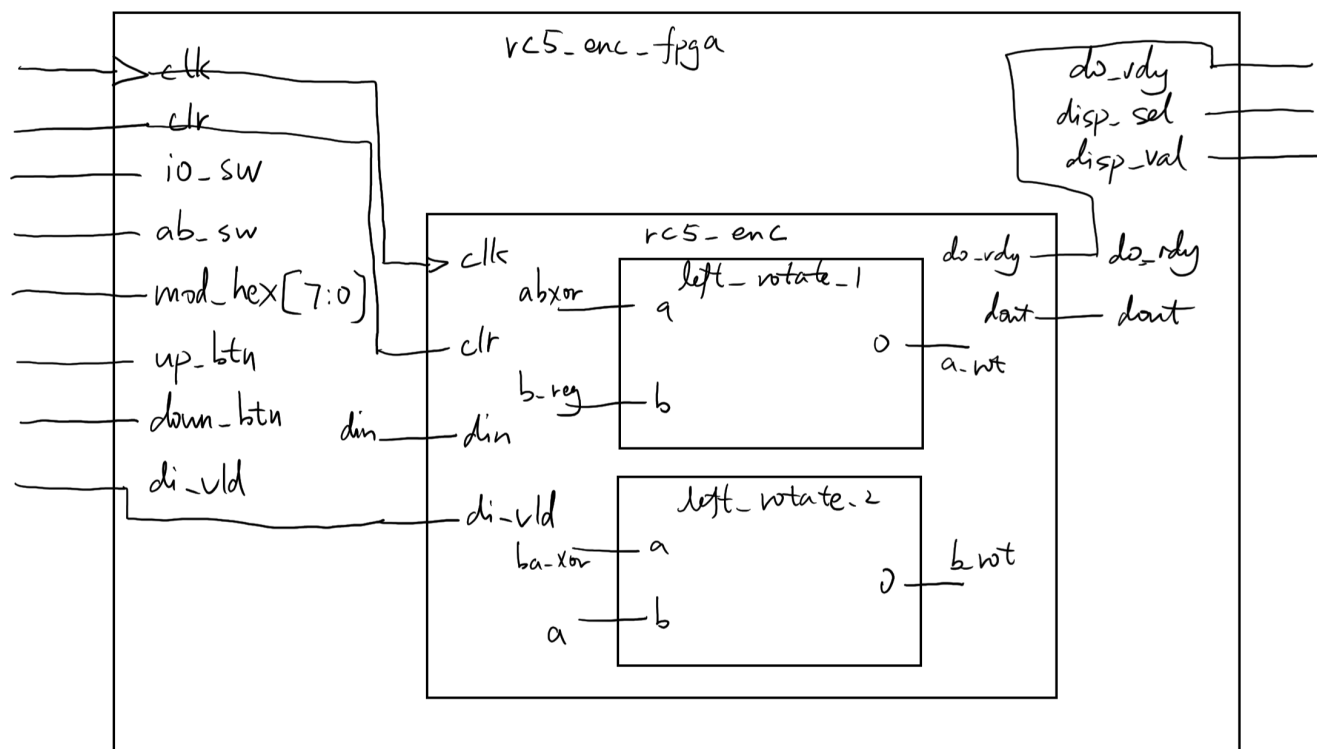 rc5_enc_fpga
clk
clr
io_sw
ab_sw
mod_hex[7:0]
up_btn
down_btn
di_vld
do_rdy
disp_sel
disp_val
rc5_enc
clk
clr
din
din
di_vld
do_rdy
do_rdy
dout
dout
left_rotate_1
abxor
a
b_reg
b
O
a_rot
left_rotate_2
ba_xor
a
a
b
O
b_rot